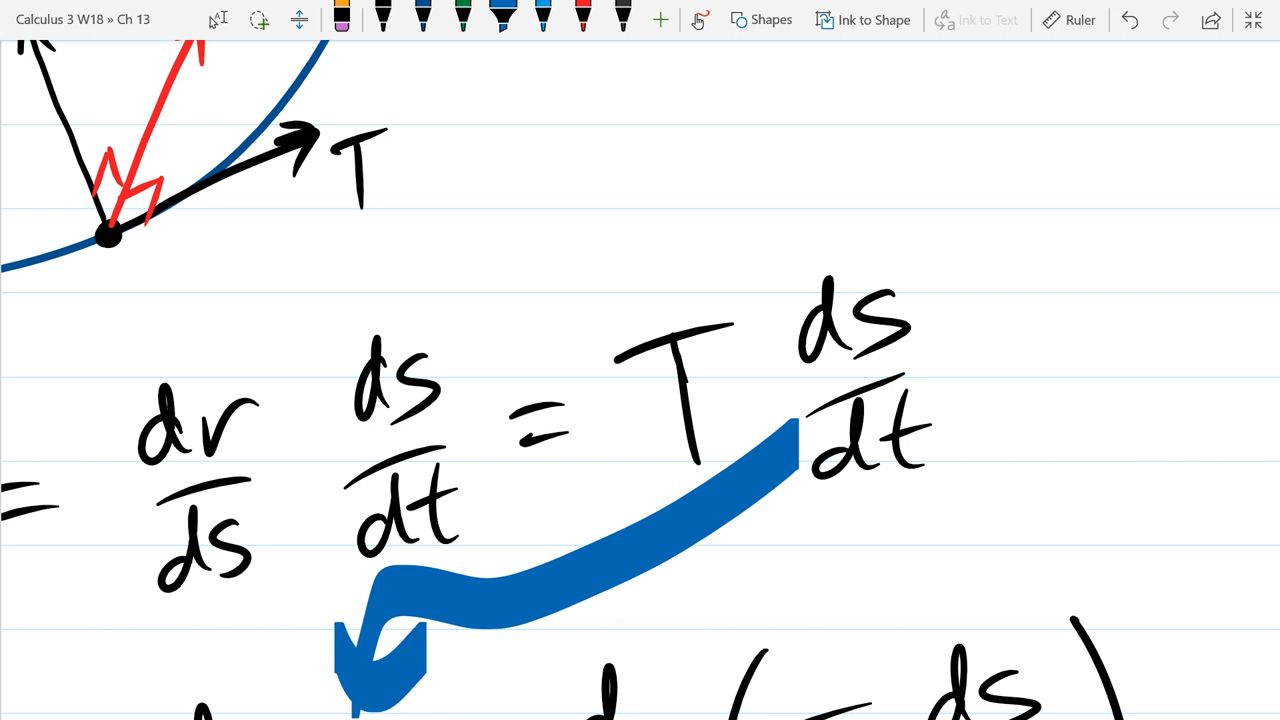 Calculus 3 W18 » Ch 13 Shapes Ink to Shape Ink to Text Ruler
T
= dr/ds ds/dt = T ds/dt
d ( ds )